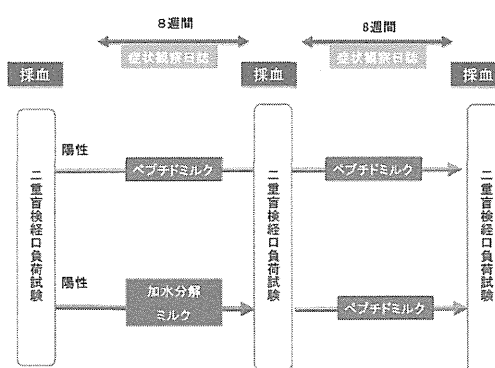 8週間
8週間
症状観察日誌
症状観察日誌
採血
採血
採血
二重盲検経口負荷試験
陽性
ペプチドミルク
二重盲検経口負荷試験
ペプチドミルク
二重盲検経口負荷試験
陽性
加水分解
ミルク
ペプチドミルク